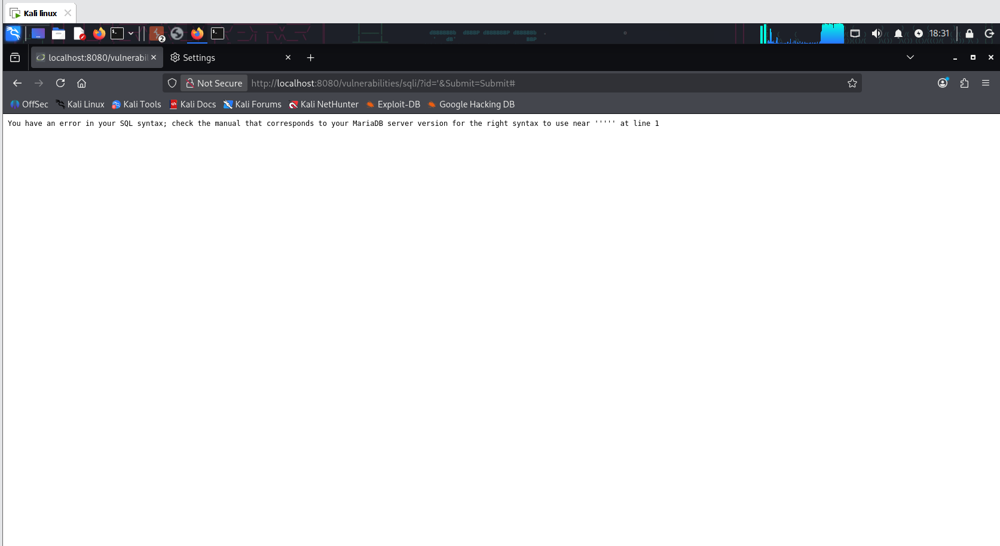 Kali linux
2
18:31
localhost:8080/vulnerabil
Settings
Not Secure
http://localhost:8080/vulnerabilities/sqli/?id='&Submit=Submit#
OffSec
Kali Linux
Kali Tools
Kali Docs
Kali Forums
Kali NetHunter
Exploit-DB
Google Hacking DB
You have an error in your SQL syntax; check the manual that corresponds to your MariaDB server version for the right syntax to use near ''''' at line 1